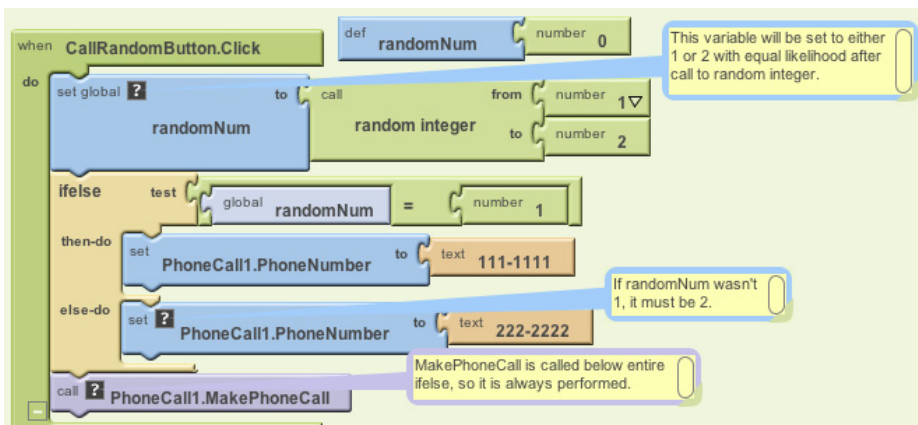 def randomNum number 0
when CallRandomButton.Click
This variable will be set to either
1 or 2 with equal likelihood after
call to random integer.
do
set global ? to call from number 1
randomNum random integer to number 2
ifelse test global randomNum = number 1
then-do set PhoneCall1.PhoneNumber to text 111-1111
If randomNum wasn't
1, it must be 2.
else-do set ? PhoneCall1.PhoneNumber to text 222-2222
MakePhoneCall is called below entire
ifelse, so it is always performed.
call ? PhoneCall1.MakePhoneCall